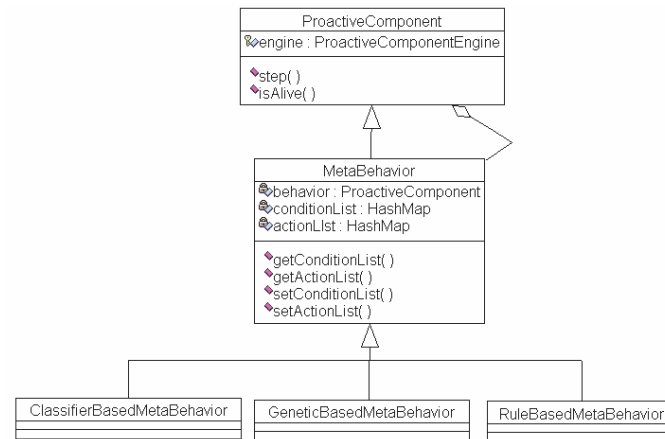 ProactiveComponent
engine : ProactiveComponentEngine
step( )
isAlive( )
MetaBehavior
behavior : ProactiveComponent
conditionList : HashMap
actionLIst : HashMap
getConditionList( )
getActionList( )
setConditionList( )
setActionList( )
ClassifierBasedMetaBehavior
GeneticBasedMetaBehavior
RuleBasedMetaBehavior